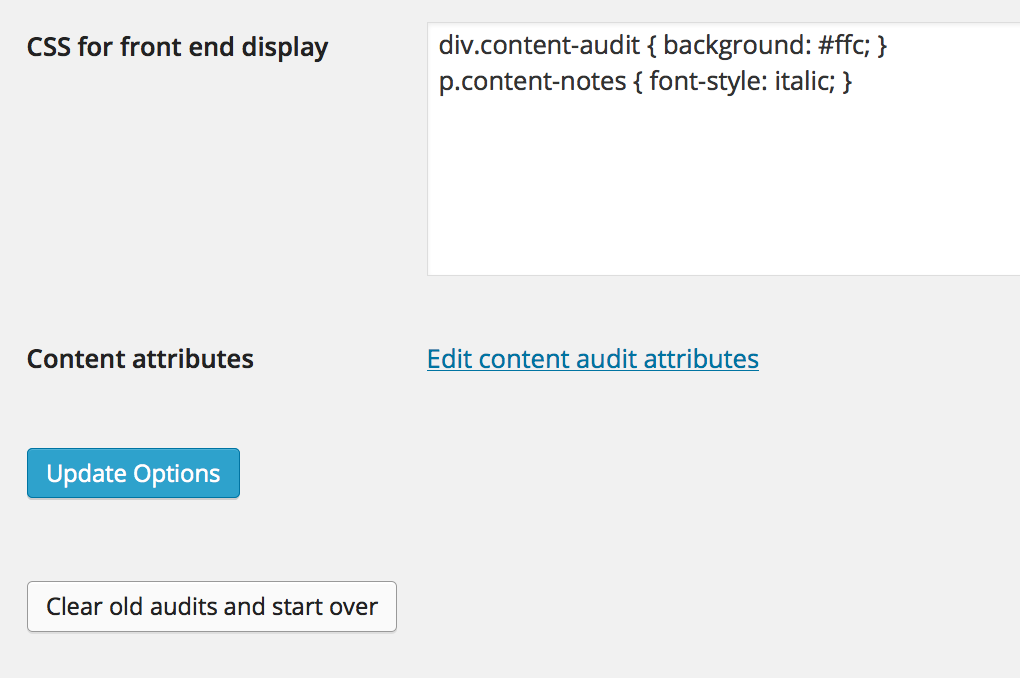 CSS for front end display
div.content-audit { background: #ffc; }
p.content-notes { font-style: italic; }
Content attributes
Edit content audit attributes
Update Options
Clear old audits and start over